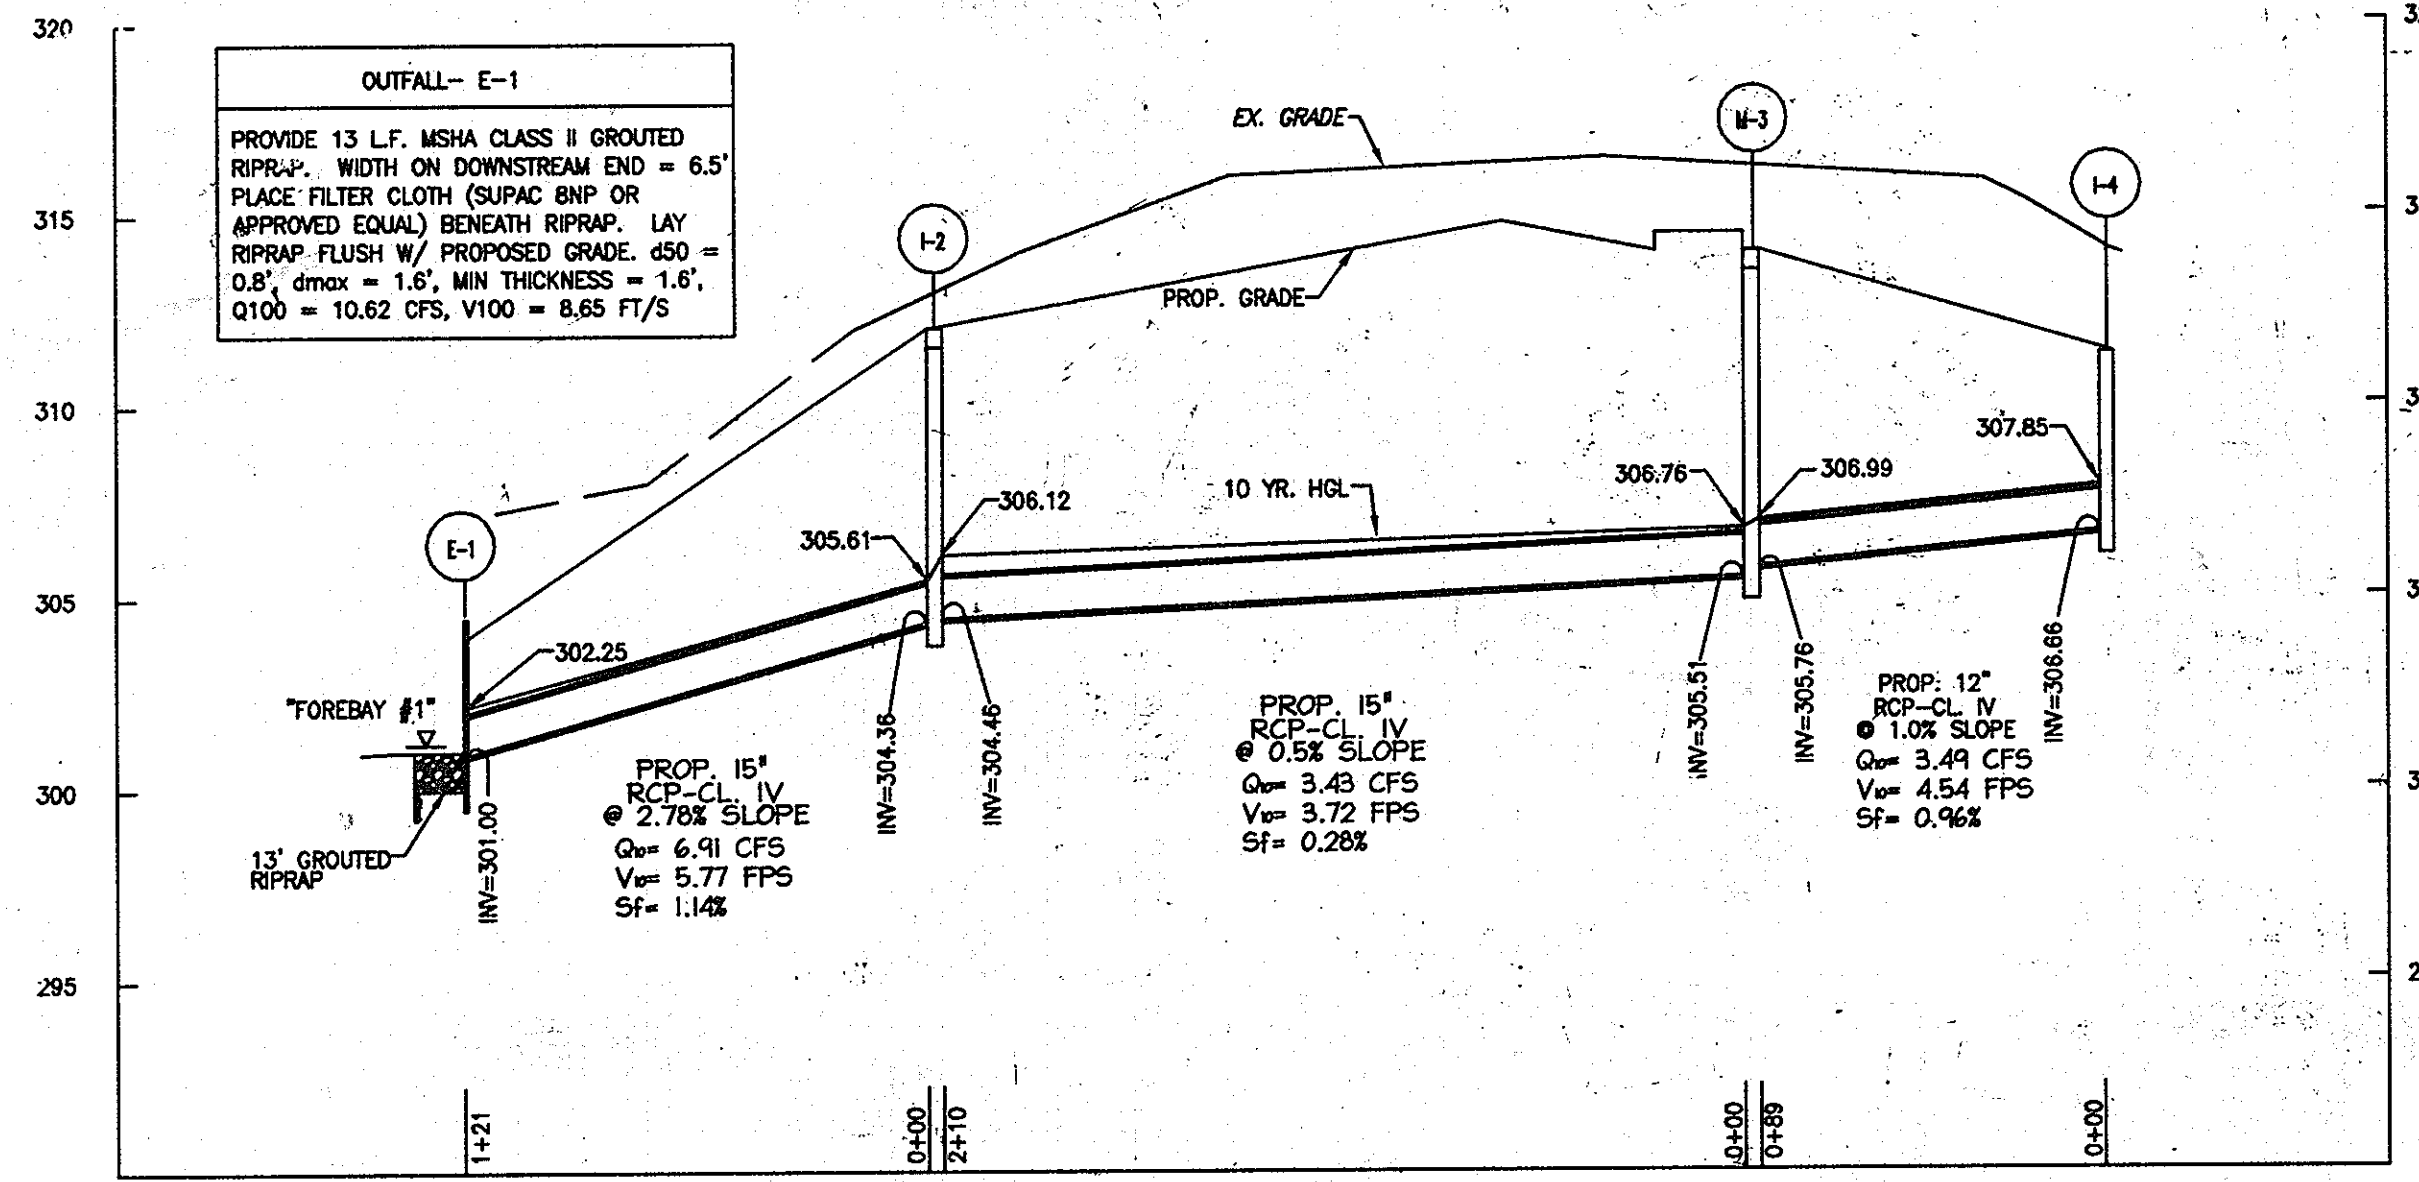 320
315
310
305
300
295
OUTFALL- E-1
PROVIDE 13 L.F. MSHA CLASS II GROUTED
RIPRAP. WIDTH ON DOWNSTREAM END = 6.5'
PLACE FILTER CLOTH (SUPAC 8NP OR
APPROVED EQUAL) BENEATH RIPRAP. LAY
RIPRAP FLUSH W/ PROPOSED GRADE. d50 =
0.8', dmax = 1.6', MIN THICKNESS = 1.6',
Q100 = 10.62 CFS, V100 = 8.65 FT/S
E-1
I-2
M-3
I-4
EX. GRADE
PROP. GRADE
10 YR. HGL
302.25
305.61
306.12
306.76
306.99
307.85
"FOREBAY #1"
13' GROUTED
RIPRAP
INV=301.00
INV=304.36
INV=304.46
INV=305.51
INV=305.76
INV=306.66
PROP. 15"
RCP-CL. IV
@ 2.78% SLOPE
Q10= 6.91 CFS
V10= 5.77 FPS
Sf= 1.14%
PROP. 15"
RCP-CL. IV
@ 0.5% SLOPE
Q10= 3.43 CFS
V10= 3.72 FPS
Sf= 0.28%
PROP. 12"
RCP-CL. IV
@ 1.0% SLOPE
Q10= 3.49 CFS
V10= 4.54 FPS
Sf= 0.96%
1+21
0+00
2+10
0+00
0+89
0+00